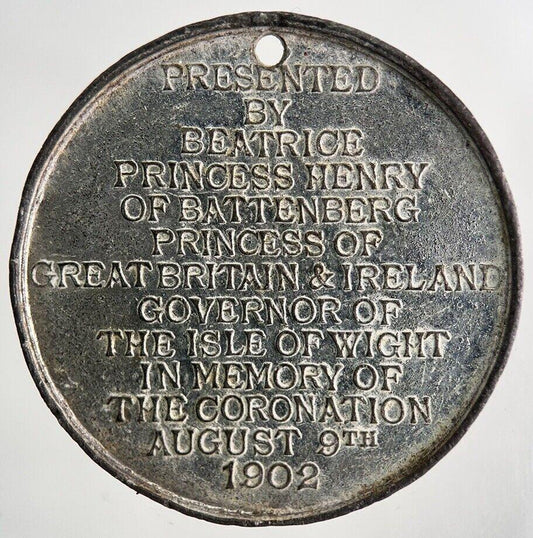 PRESENTED
BY
BEATRICE
PRINCESS HENRY
OF BATTENBERG
PRINCESS OF
GREAT BRITAIN & IRELAND
GOVERNOR OF
THE ISLE OF WIGHT
IN MEMORY OF
THE CORONATION
AUGUST 9TH
1902